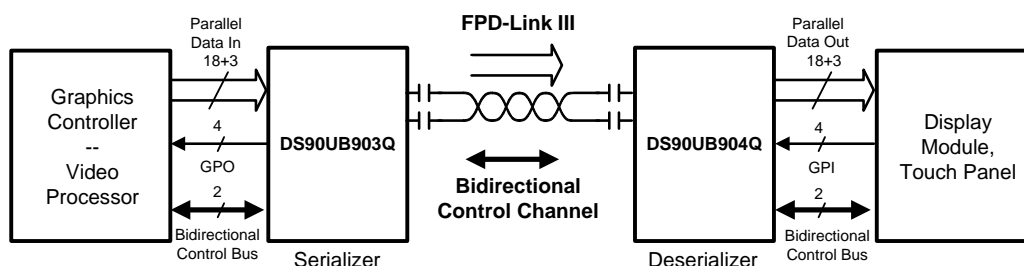 Graphics
Controller
--
Video
Processor
Parallel
Data In
18+3
4
GPO
2
Bidirectional
Control Bus
DS90UB903Q
Serializer
FPD-Link III
Bidirectional
Control Channel
DS90UB904Q
Deserializer
Parallel
Data Out
18+3
4
GPI
2
Bidirectional
Control Bus
Display
Module,
Touch Panel